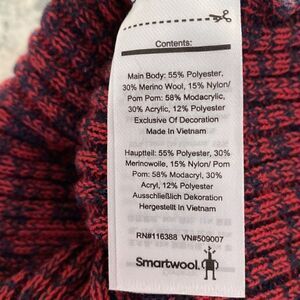 Contents:
Main Body: 55% Polyester,
30% Merino Wool, 15% Nylon/
Pom Pom: 58% Modacrylic,
30% Acrylic, 12% Polyester
Exclusive Of Decoration
Made In Vietnam
Hauptteil: 55% Polyester, 30%
Merinowolle, 15% Nylon/ Pom
Pom: 58% Modacryl, 30%
Acryl, 12% Polyester
Ausschließlich Dekoration
Hergestellt In Vietnam
RN#116388 VN#509007
Smartwool